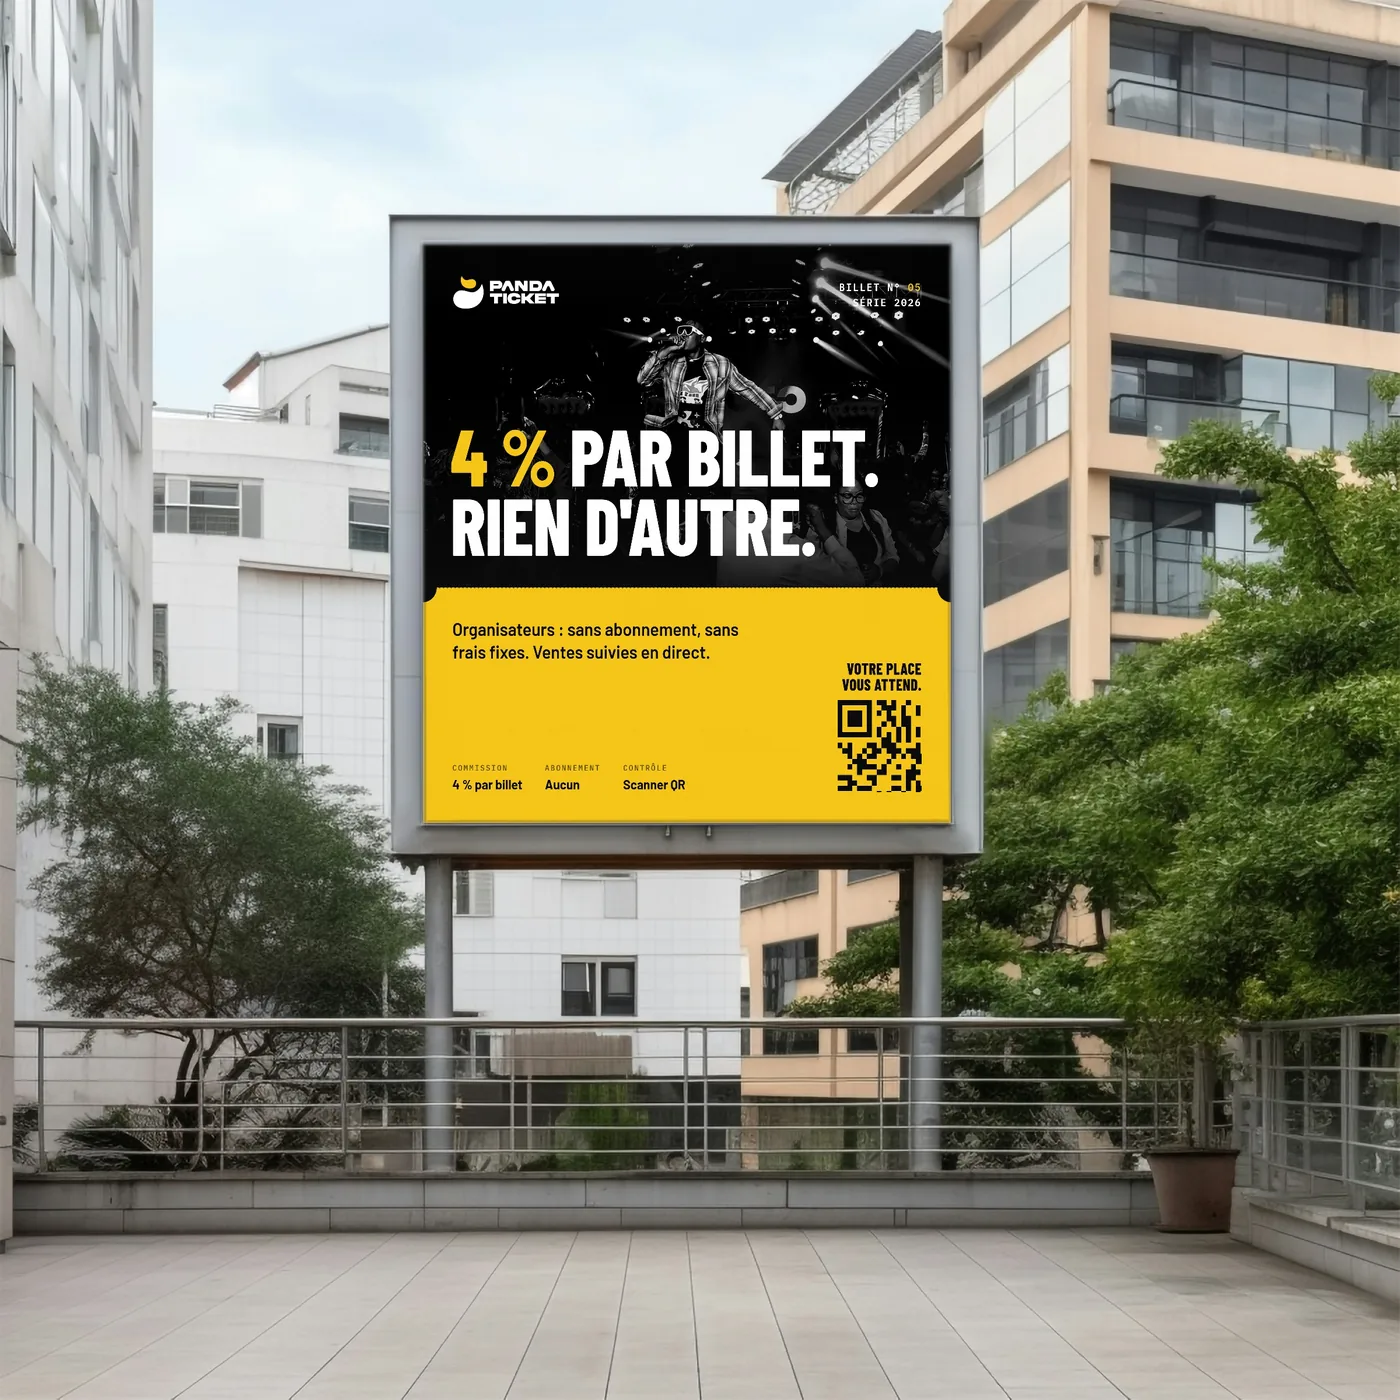 PANDA
TICKET
BILLET N° 05
SÉRIE 2026
4 % PAR BILLET.
RIEN D'AUTRE.
Organisateurs : sans abonnement, sans
frais fixes. Ventes suivies en direct.
VOTRE PLACE
VOUS ATTEND.
COMMISSION
4 % par billet
ABONNEMENT
Aucun
CONTRÔLE
Scanner QR